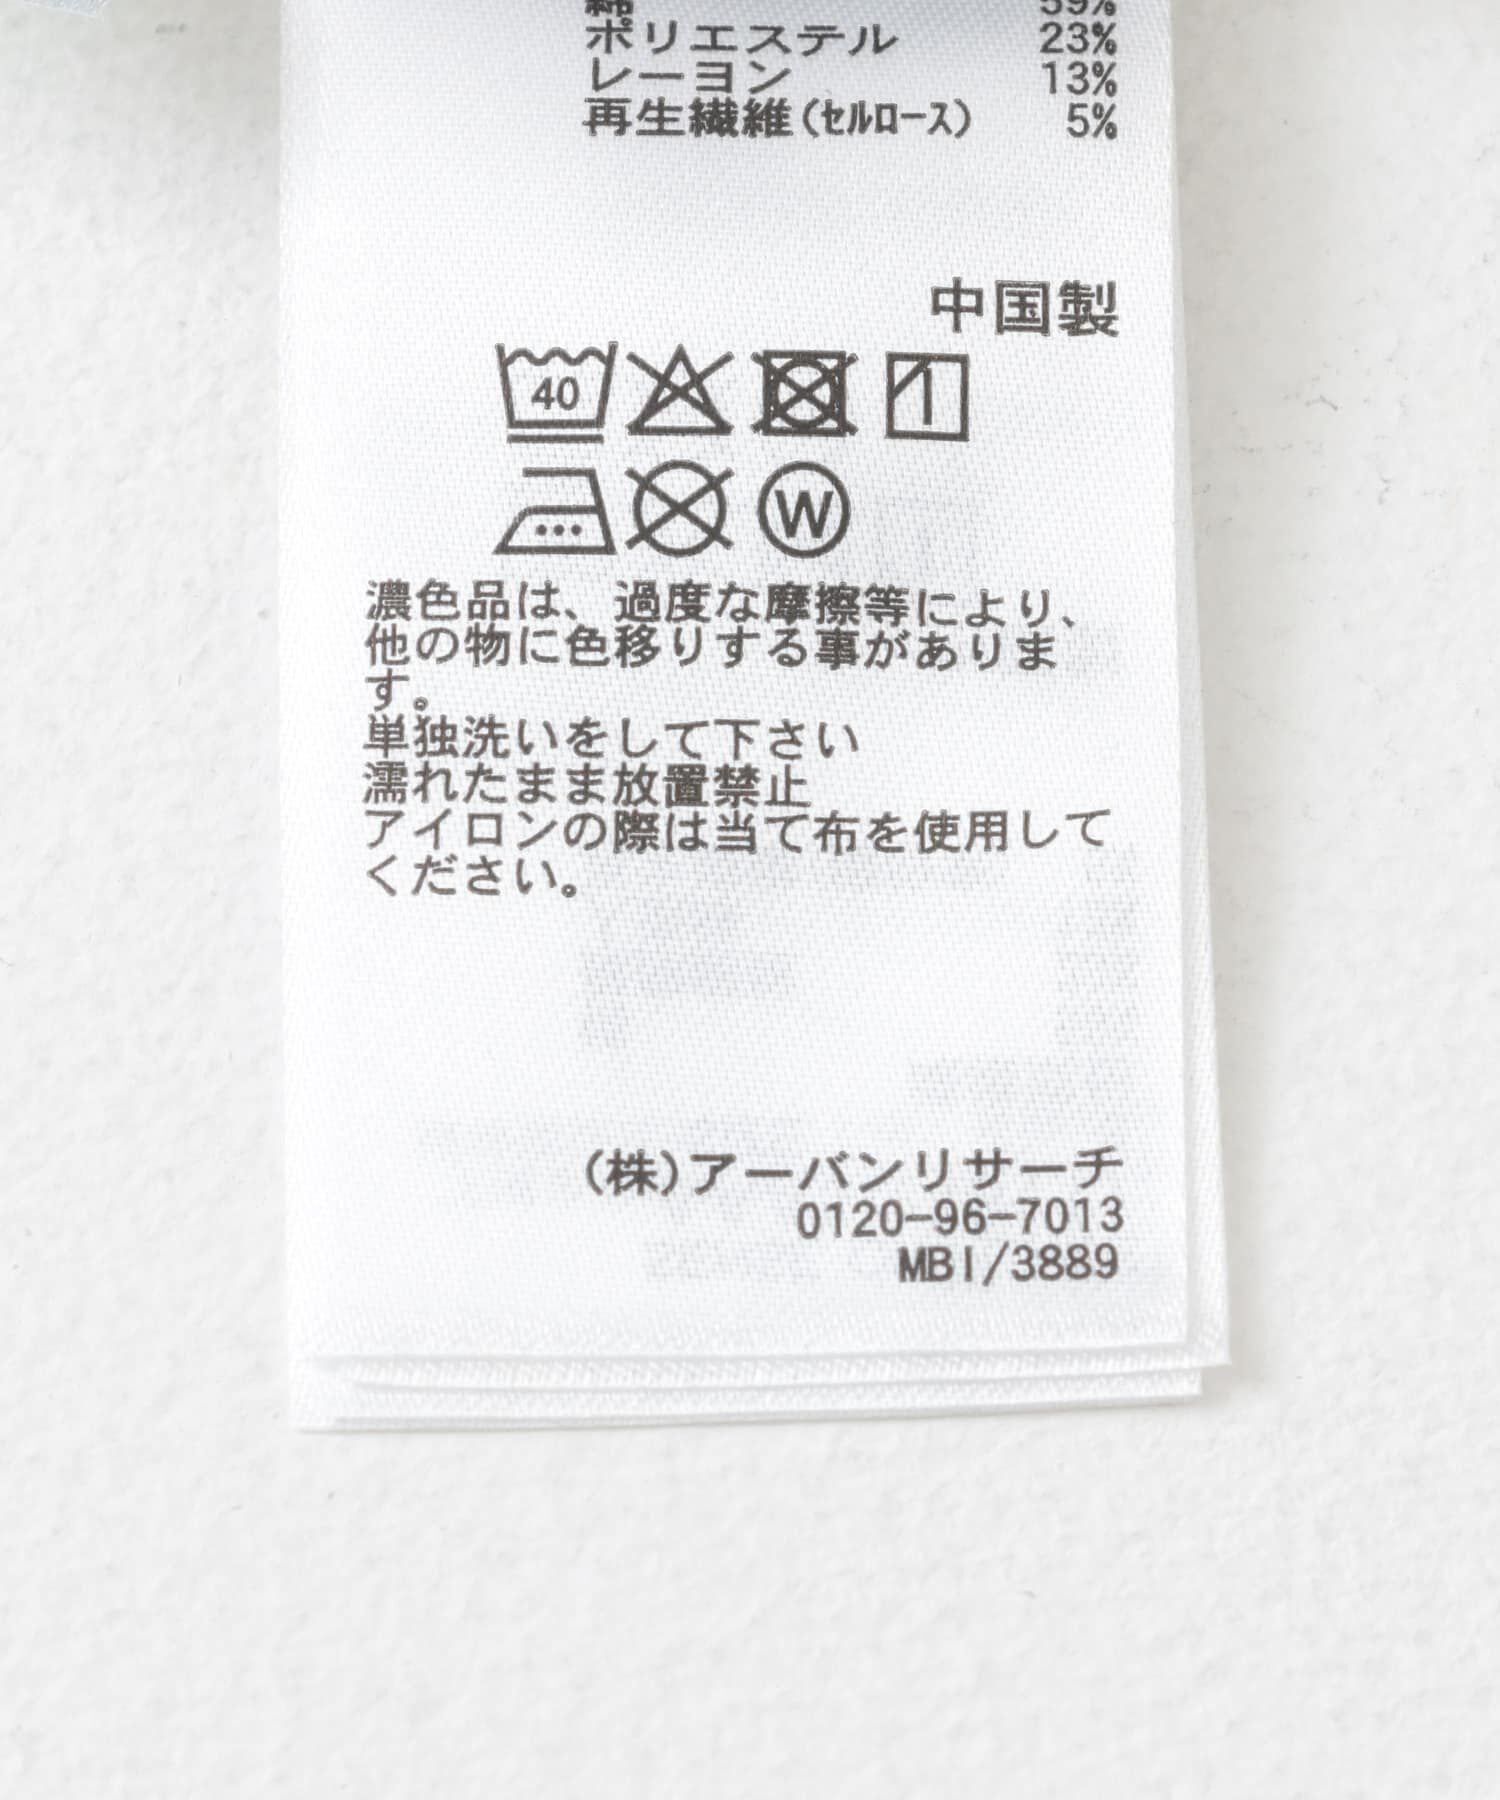 綿 59%
ポリエステル 23%
レーヨン 13%
再生繊維(セルロース) 5%
中国製
40
W
濃色品は、過度な摩擦等により、
他の物に色移りする事がありま
す。
単独洗いをして下さい
濡れたまま放置禁止
アイロンの際は当て布を使用して
ください。
(株)アーバンリサーチ
0120-96-7013
MBI/3889